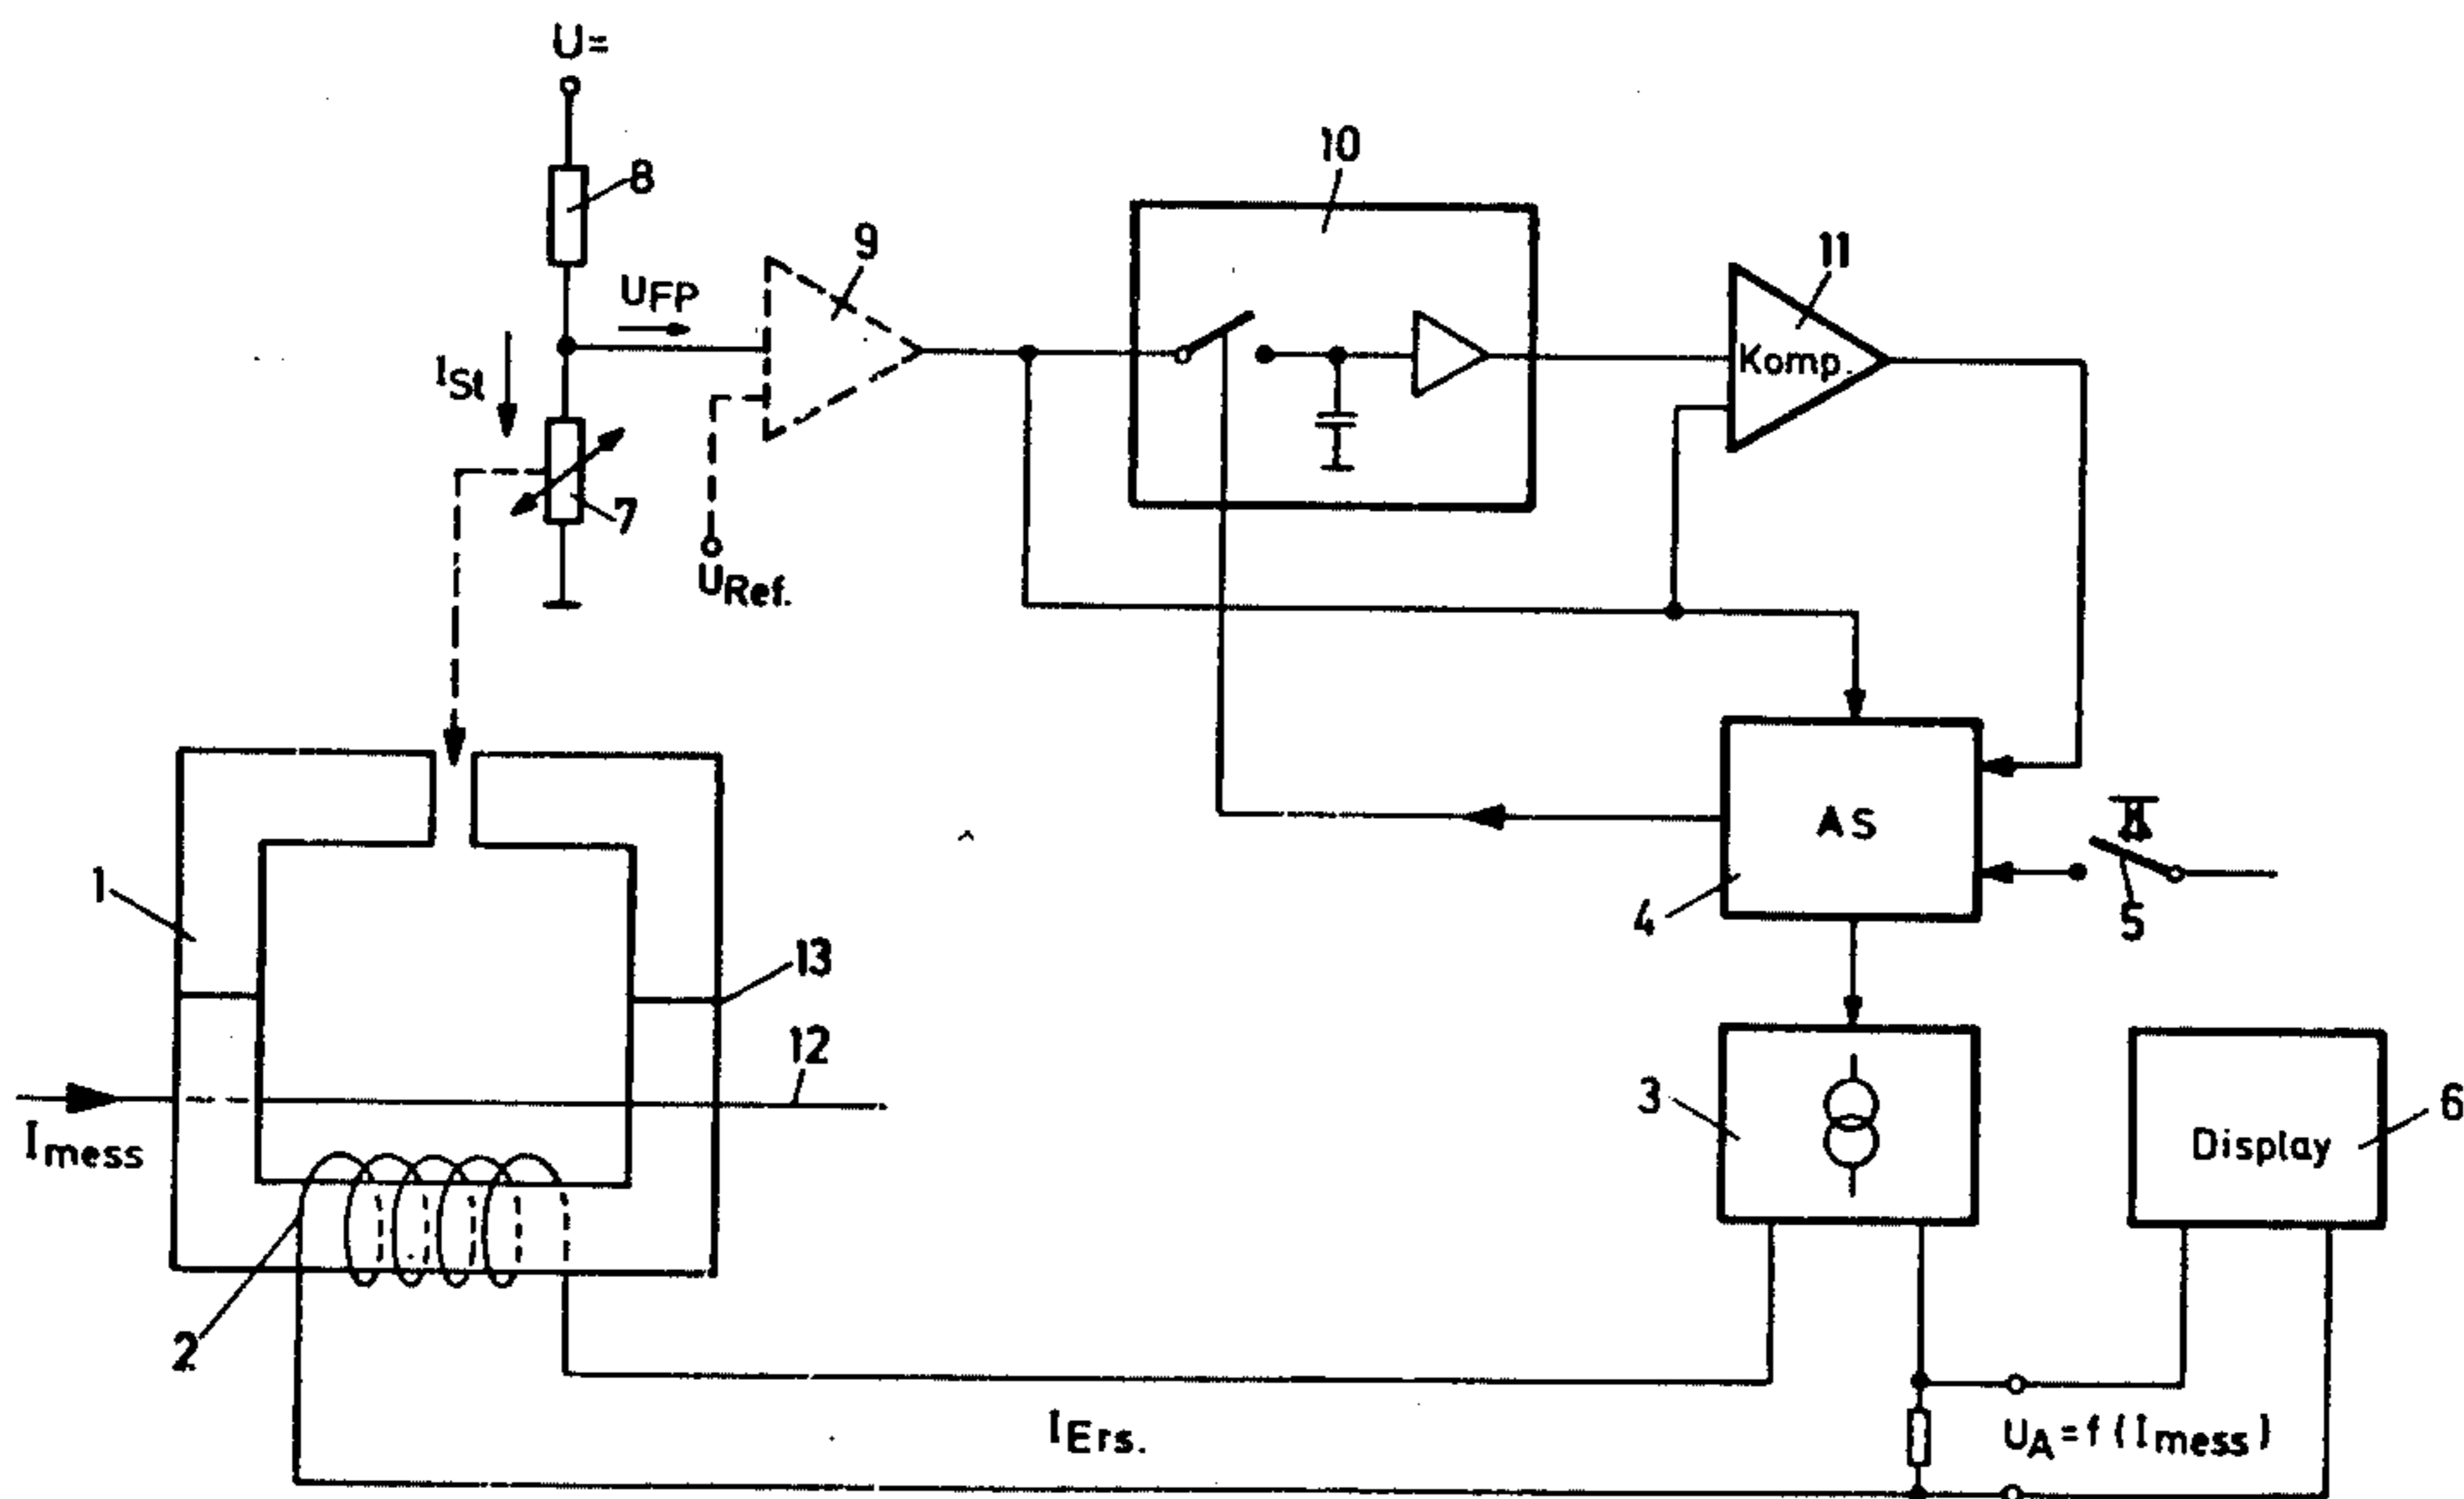 U=
8
10
9
11
UFP
ISt
Komp.
7
URef.
1
AS
4
5
13
12
3
6
Imess
Display
2
IErs.
UA=f(Imess)